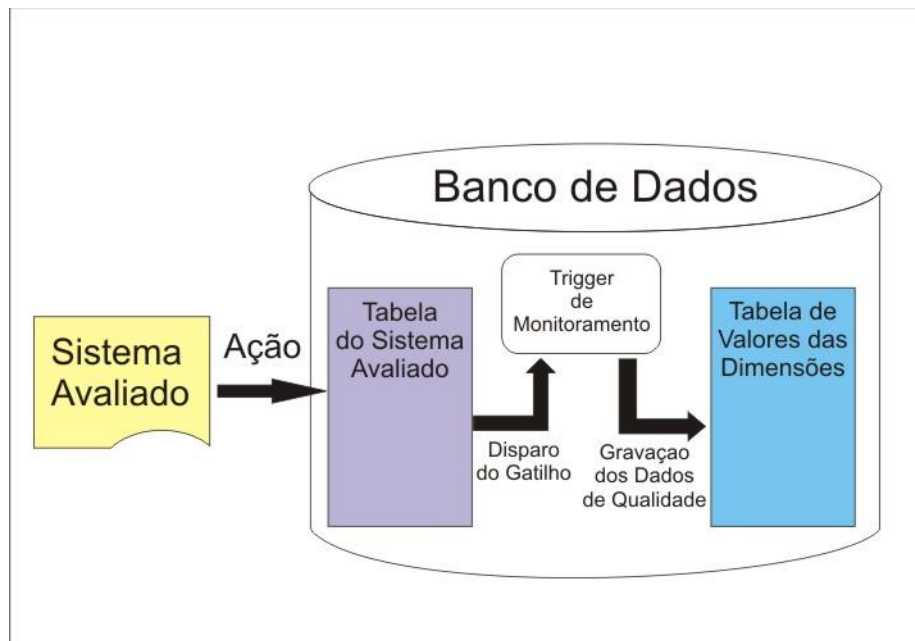 Banco de Dados
Sistema
Avaliado
Ação
Tabela
do Sistema
Avaliado
Disparo
do Gatilho
Trigger
de
Monitoramento
Gravaçao
dos Dados
de Qualidade
Tabela de
Valores das
Dimensões